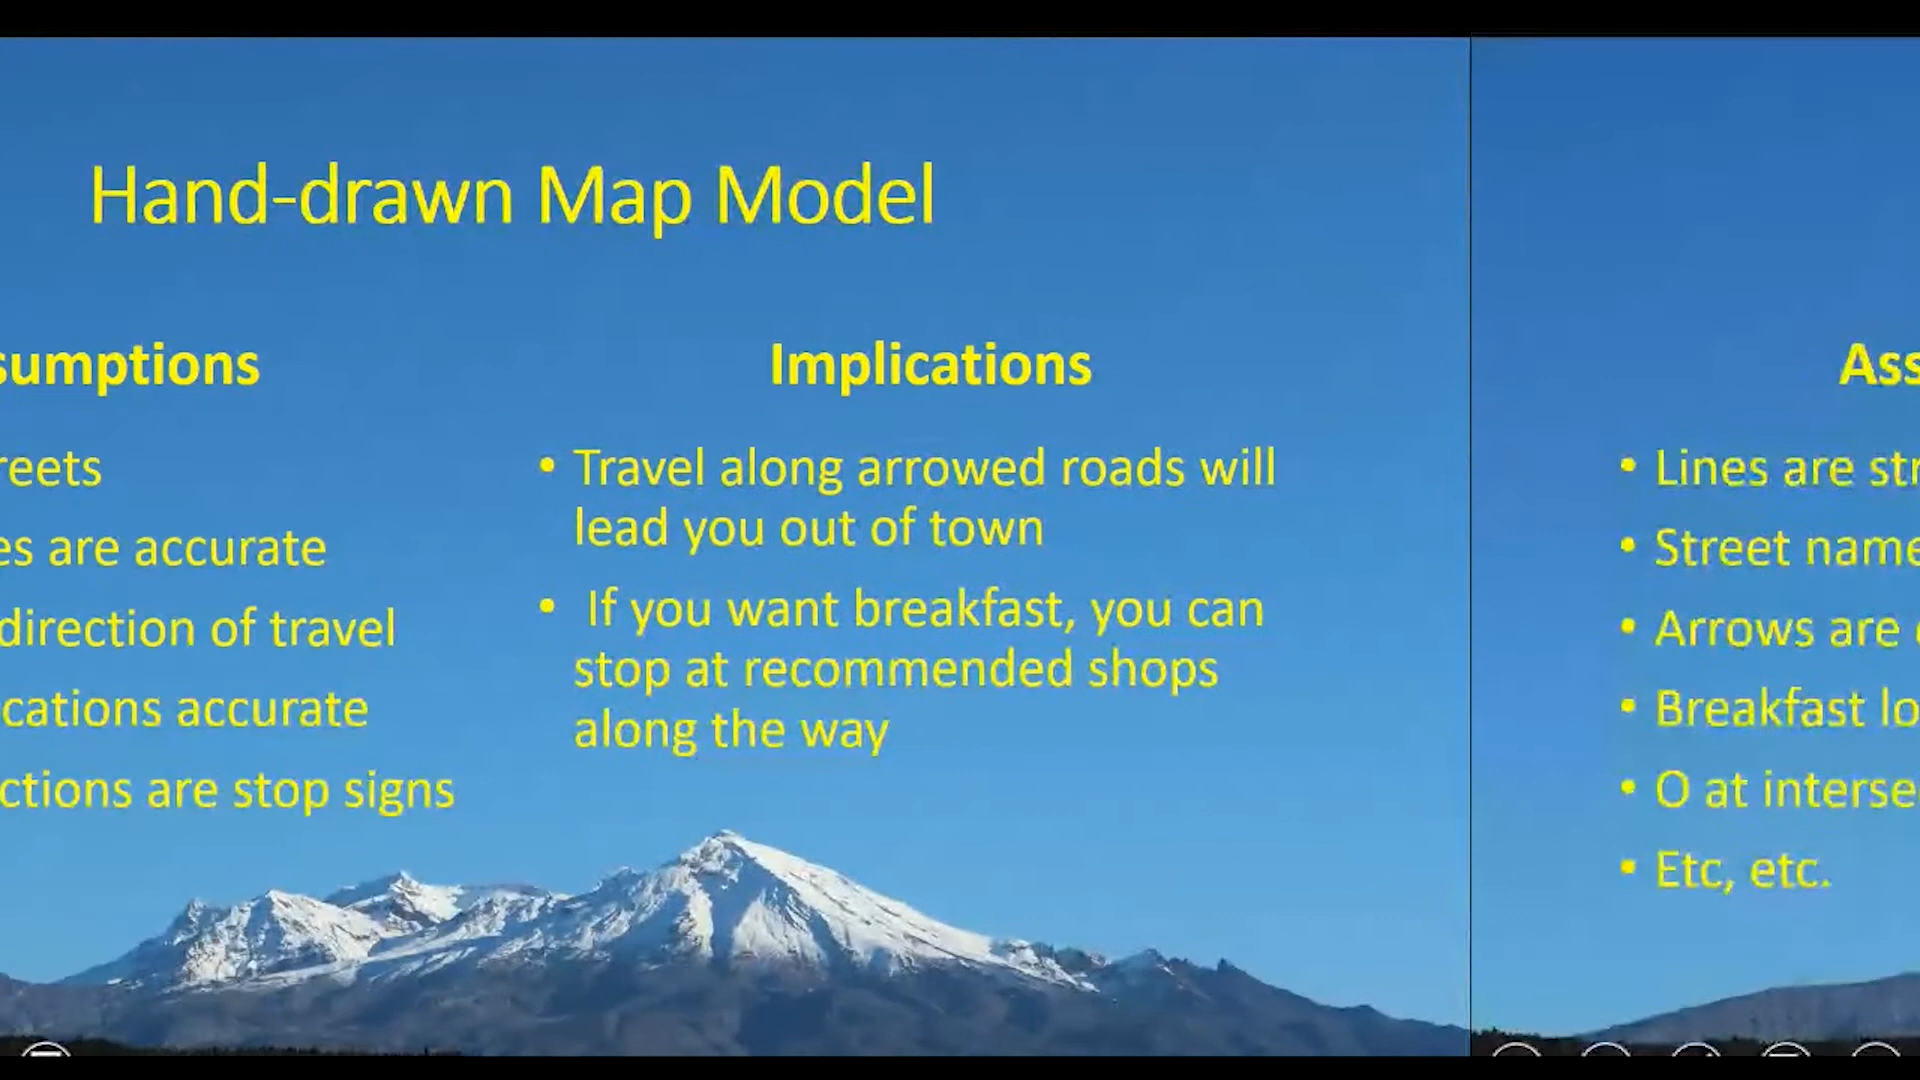 Hand-drawn Map Model
sumptions
reets
es are accurate
direction of travel
cations accurate
ctions are stop signs
Implications
• Travel along arrowed roads will
lead you out of town
• If you want breakfast, you can
stop at recommended shops
along the way
Ass
• Lines are str
• Street name
• Arrows are
• Breakfast lo
• O at interse
• Etc, etc.